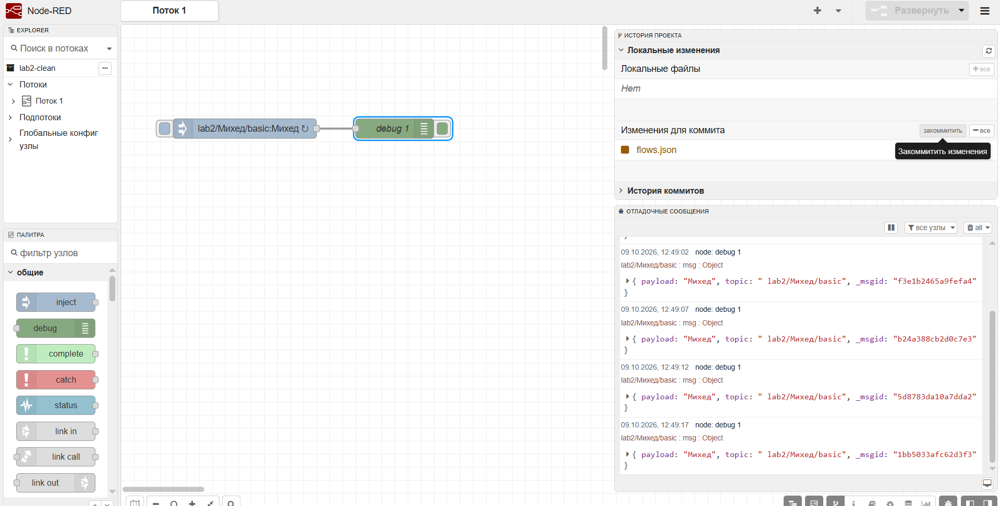 Node-RED
Поток 1
Развернуть
EXPLORER
Поиск в потоках
lab2-clean
Потоки
Поток 1
Подпотоки
Глобальные конфиг
узлы
ПАЛИТРА
фильтр узлов
общие
inject
debug
complete
catch
status
link in
link call
link out
lab2/Михед/basic:Михед ↻
debug 1
ИСТОРИЯ ПРОЕКТА
Локальные изменения
Локальные файлы
все
Нет
Изменения для коммита
закоммитить
все
flows.json
Закоммитить изменения
История коммитов
ОТЛАДОЧНЫЕ СООБЩЕНИЯ
все узлы
all
}
09.10.2026, 12:49:02 node: debug 1
lab2/Михед/basic : msg : Object
{ payload: "Михед", topic: " lab2/Михед/basic", _msgid: "f3e1b2465a9fefa4"
}
09.10.2026, 12:49:07 node: debug 1
lab2/Михед/basic : msg : Object
{ payload: "Михед", topic: " lab2/Михед/basic", _msgid: "b24a388cb2d0c7e3"
}
09.10.2026, 12:49:12 node: debug 1
lab2/Михед/basic : msg : Object
{ payload: "Михед", topic: " lab2/Михед/basic", _msgid: "5d8783da10a7dda2"
}
09.10.2026, 12:49:17 node: debug 1
lab2/Михед/basic : msg : Object
{ payload: "Михед", topic: " lab2/Михед/basic", _msgid: "1bb5033afc62d3f3"
}